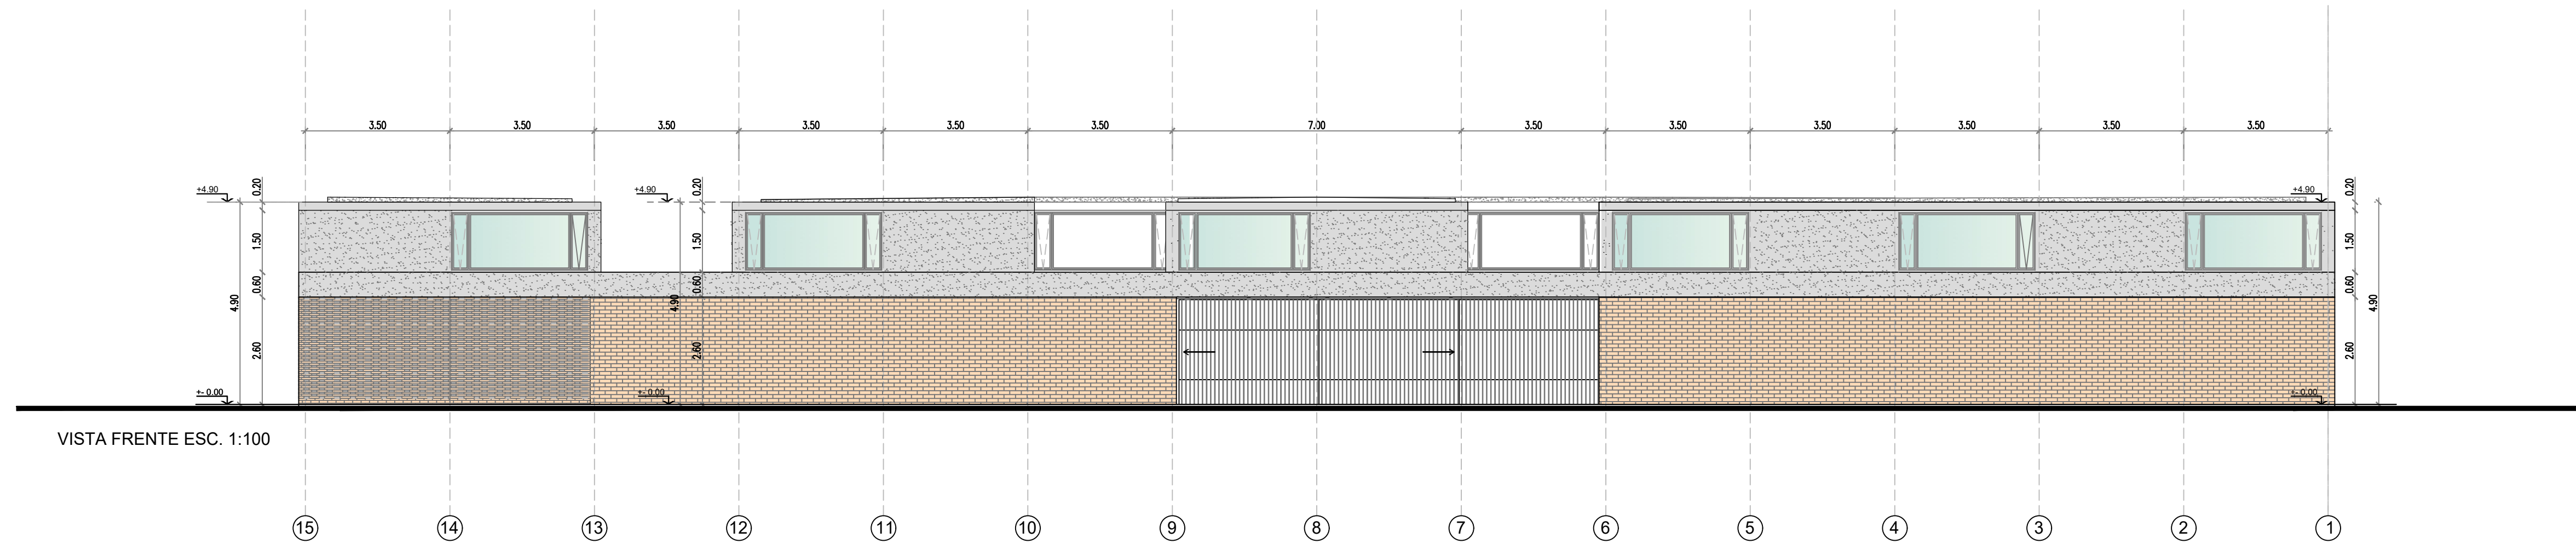 3.50 3.50 3.50 3.50 3.50 3.50 7.00 3.50 3.50 3.50 3.50 3.50 3.50
+4.90 0.20 +4.90 0.20 +4.90 0.20
1.50 1.50 1.50
0.60 0.60 0.60
4.90 4.90 4.90
2.60 2.60 2.60
+- 0.00 +- 0.00 +- 0.00
VISTA FRENTE ESC. 1:100
15 14 13 12 11 10 9 8 7 6 5 4 3 2 1